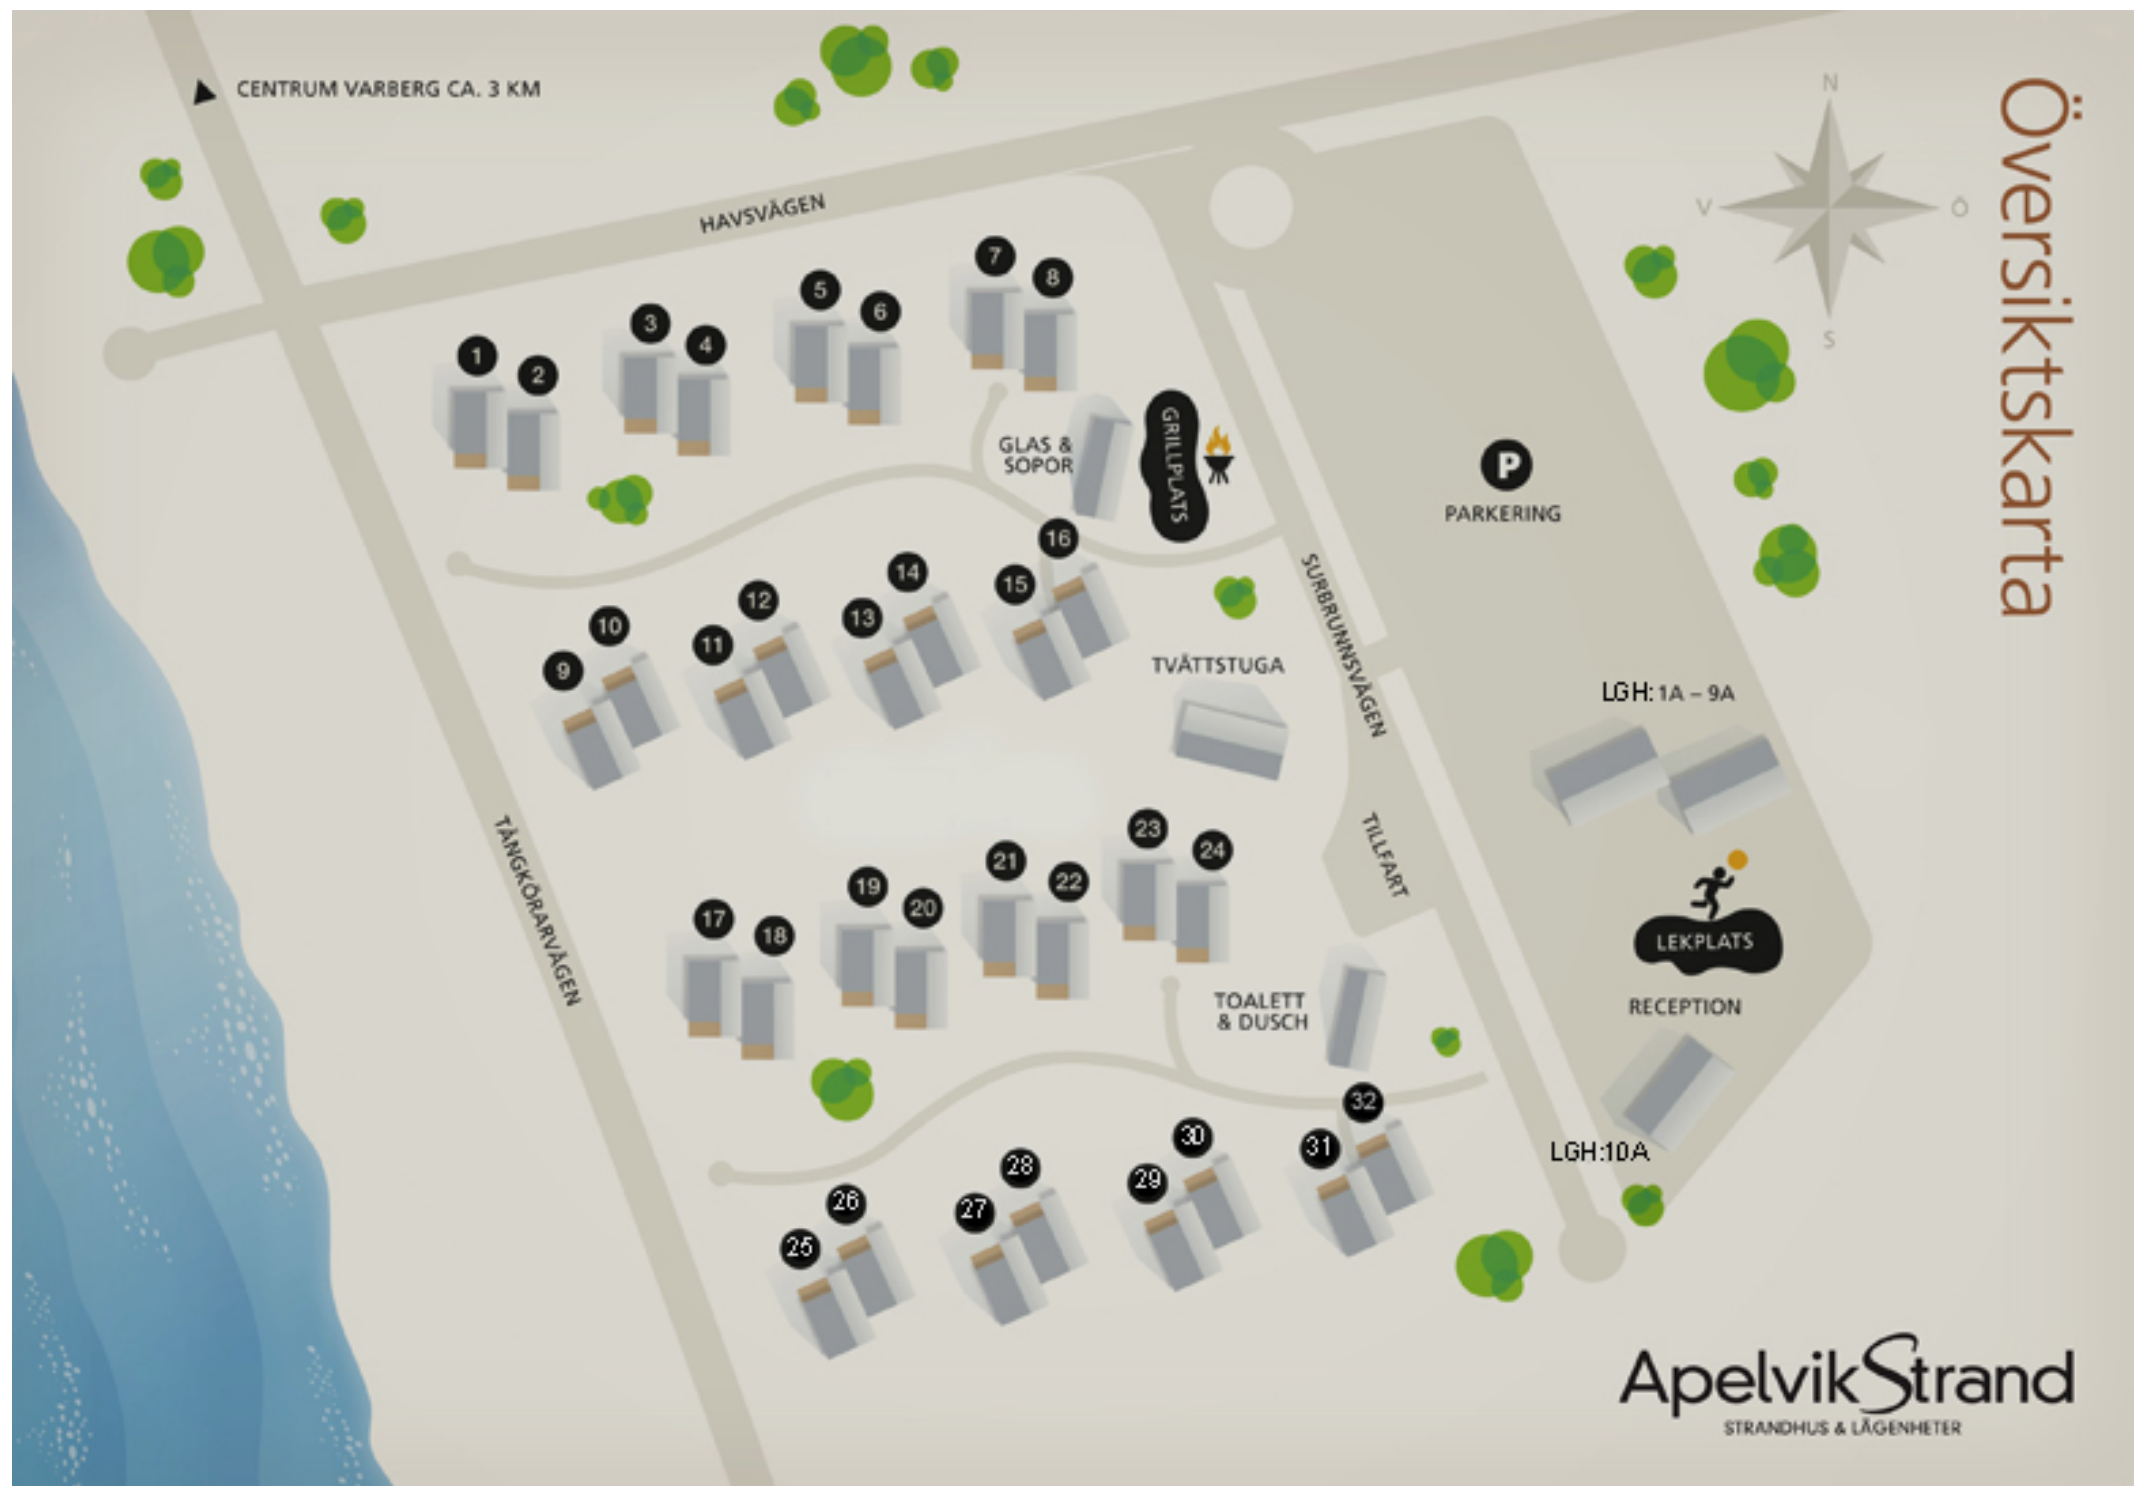 CENTRUM VARBERG CA. 3 KM
N
V
Ö
S
Översiktskarta
HAVSVÄGEN
7
8
5
6
3
4
1
2
GLAS &
SOPOR
GRILLPLATS
P
PARKERING
16
15
14
13
12
11
10
9
SURBRUNNSVÄGEN
TVÄTTSTUGA
LGH: 1A – 9A
TÅNGKÖRARVÄGEN
TILLFART
23
24
21
22
19
20
17
18
LEKPLATS
TOALETT
& DUSCH
RECEPTION
32
31
30
29
28
27
26
25
LGH:10A
ApelvikStrand
STRANDHUS & LÄGENHETER